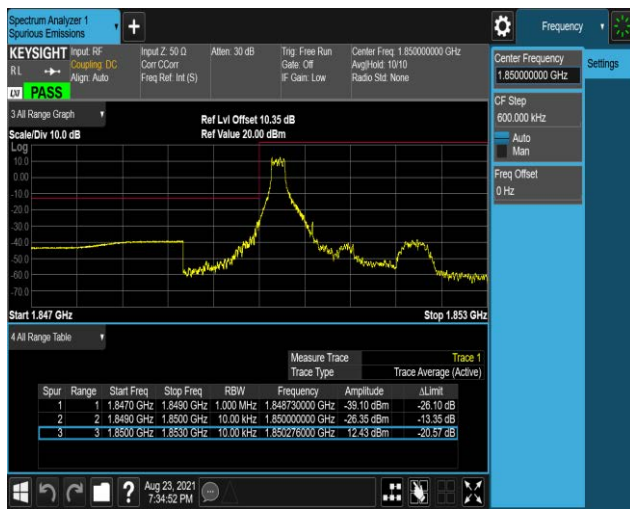 Spectrum Analyzer 1
Spurious Emissions
Frequency
KEYSIGHT
Input: RF
Input Z: 50 Ω
Atten: 30 dB
Trig: Free Run
Center Freq: 1.850000000 GHz
RL
Coupling: DC
Corr CCorr
Gate: Off
Avg|Hold: 10/10
Align: Auto
Freq Ref: Int (S)
IF Gain: Low
Radio Std: None
LXI
PASS
Center Frequency
1.850000000 GHz
Settings
CF Step
600.000 kHz
Auto
Man
Freq Offset
0 Hz
3 All Range Graph
Ref Lvl Offset 10.35 dB
Scale/Div 10.0 dB
Ref Value 20.00 dBm
Log
10.0
0.00
-10.0
-20.0
-30.0
-40.0
-50.0
-60.0
-70.0
Start 1.847 GHz
Stop 1.853 GHz
4 All Range Table
Measure Trace Trace 1
Trace Type Trace Average (Active)
Spur Range Start Freq Stop Freq RBW Frequency Amplitude ΔLimit
1 1 1.8470 GHz 1.8490 GHz 1.000 MHz 1.848730000 GHz -39.10 dBm -26.10 dB
2 2 1.8490 GHz 1.8500 GHz 10.00 kHz 1.850000000 GHz -26.35 dBm -13.35 dB
3 3 1.8500 GHz 1.8530 GHz 10.00 kHz 1.850276000 GHz 12.43 dBm -20.57 dB
?
Aug 23, 2021
7:34:52 PM